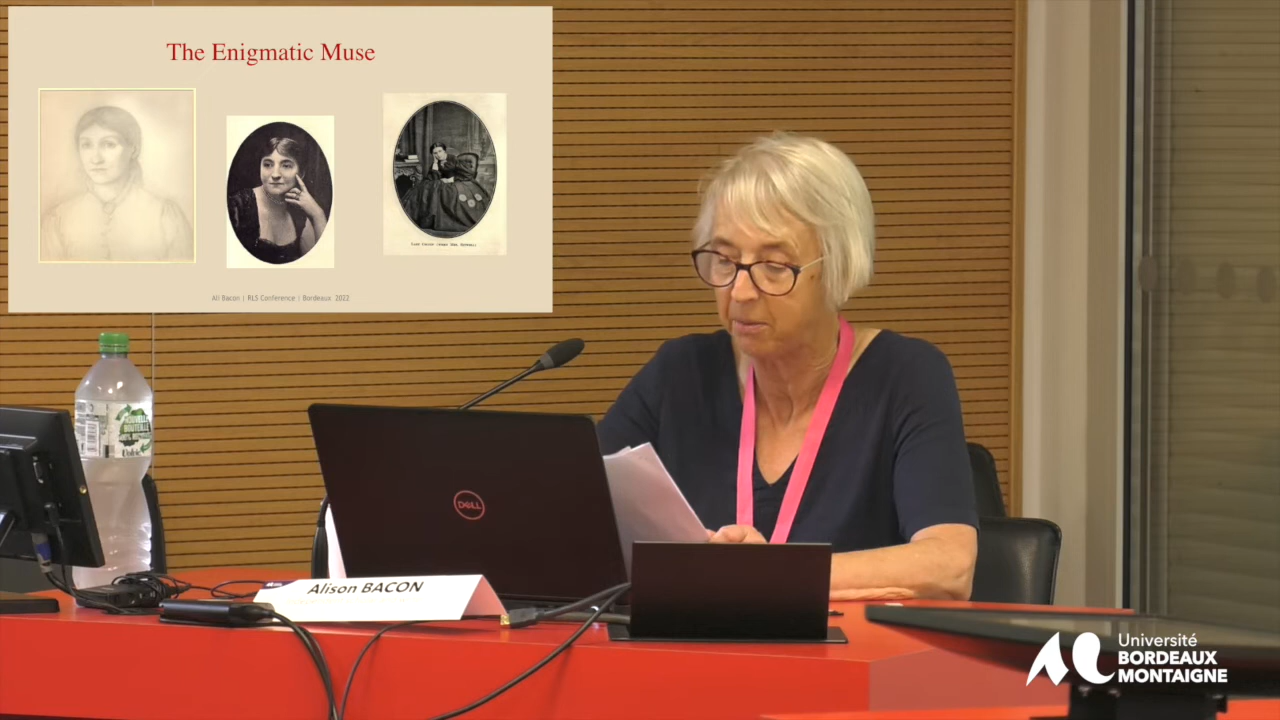 The Enigmatic Muse
Ali Bacon | RLS Conference | Bordeaux 2022
DELL
Alison BACON
Université
BORDEAUX
MONTAIGNE